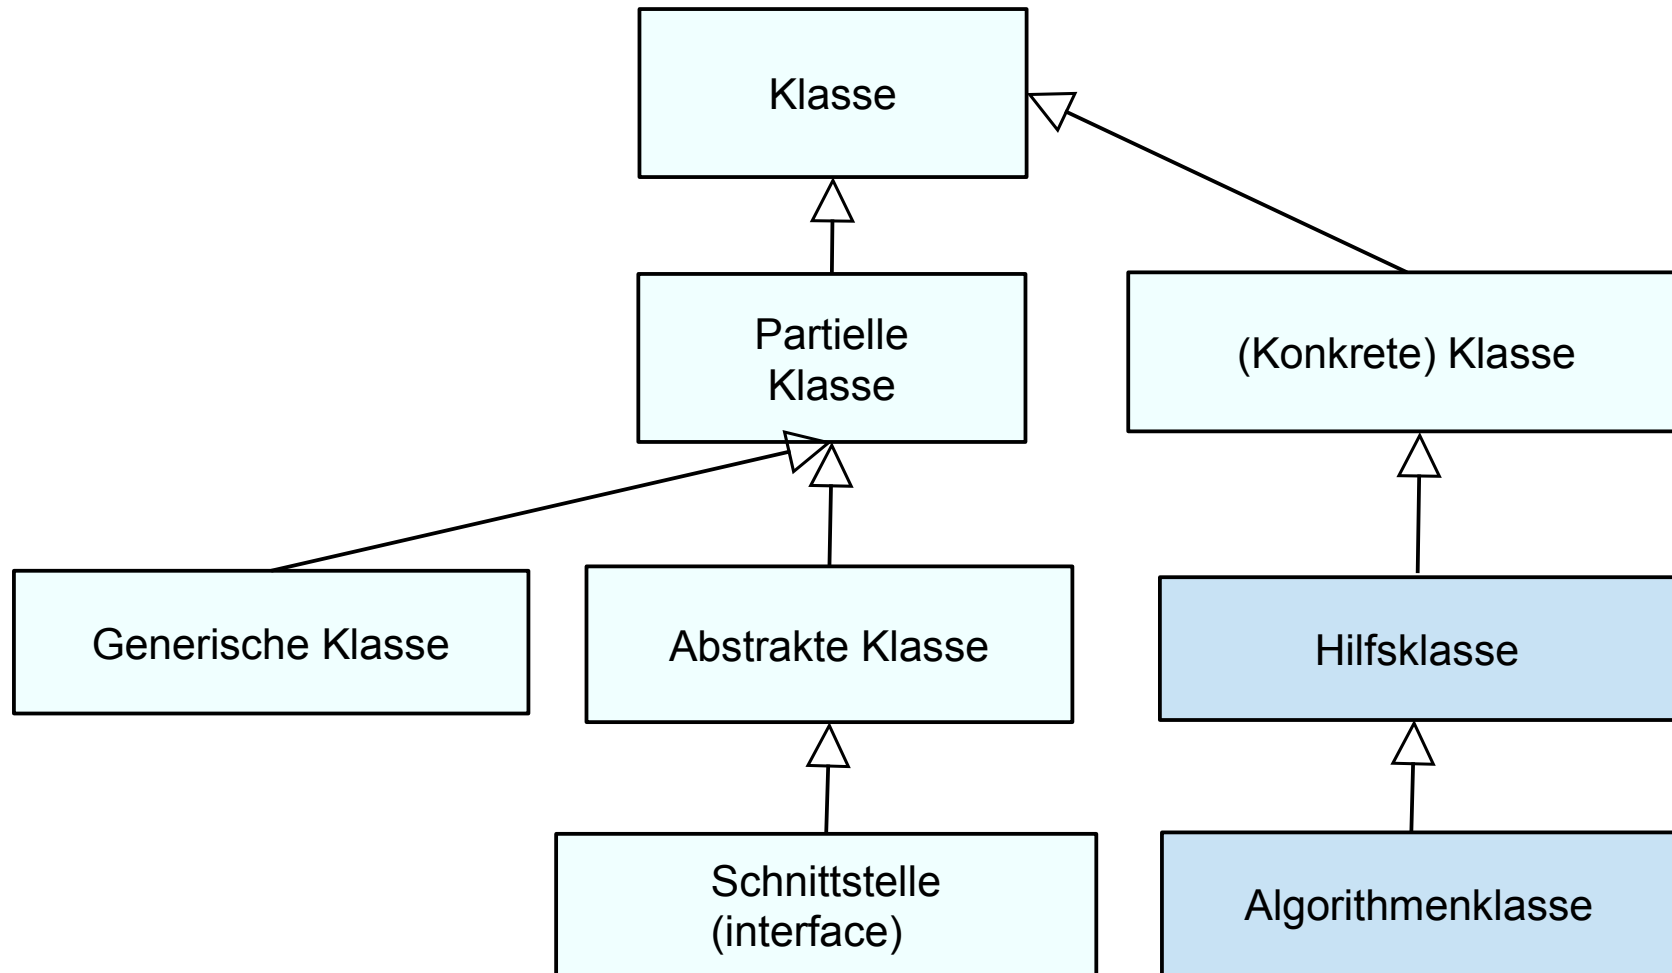 Klasse
Partielle
Klasse
(Konkrete) Klasse
Generische Klasse
Abstrakte Klasse
Hilfsklasse
Schnittstelle
(interface)
Algorithmenklasse